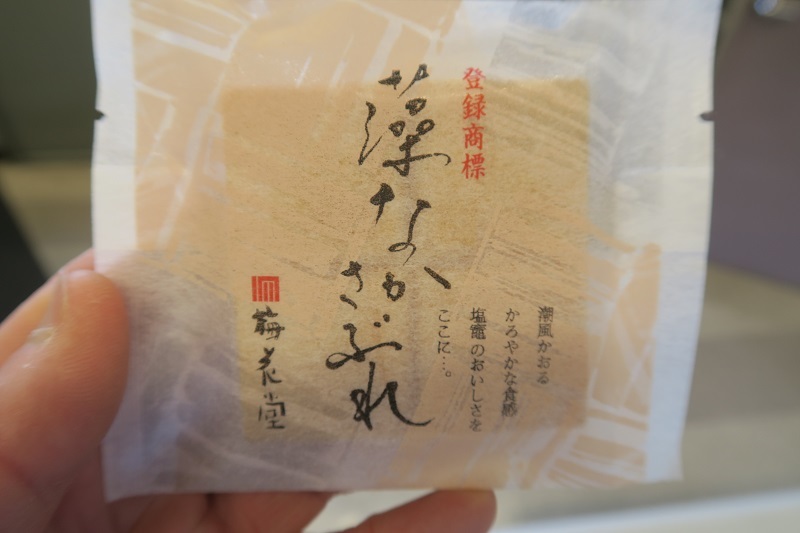 登録商標
藻なかさぶれ
潮風かおる
かろやかな食感
塩竈のおいしさを
ここに…。
梅花堂